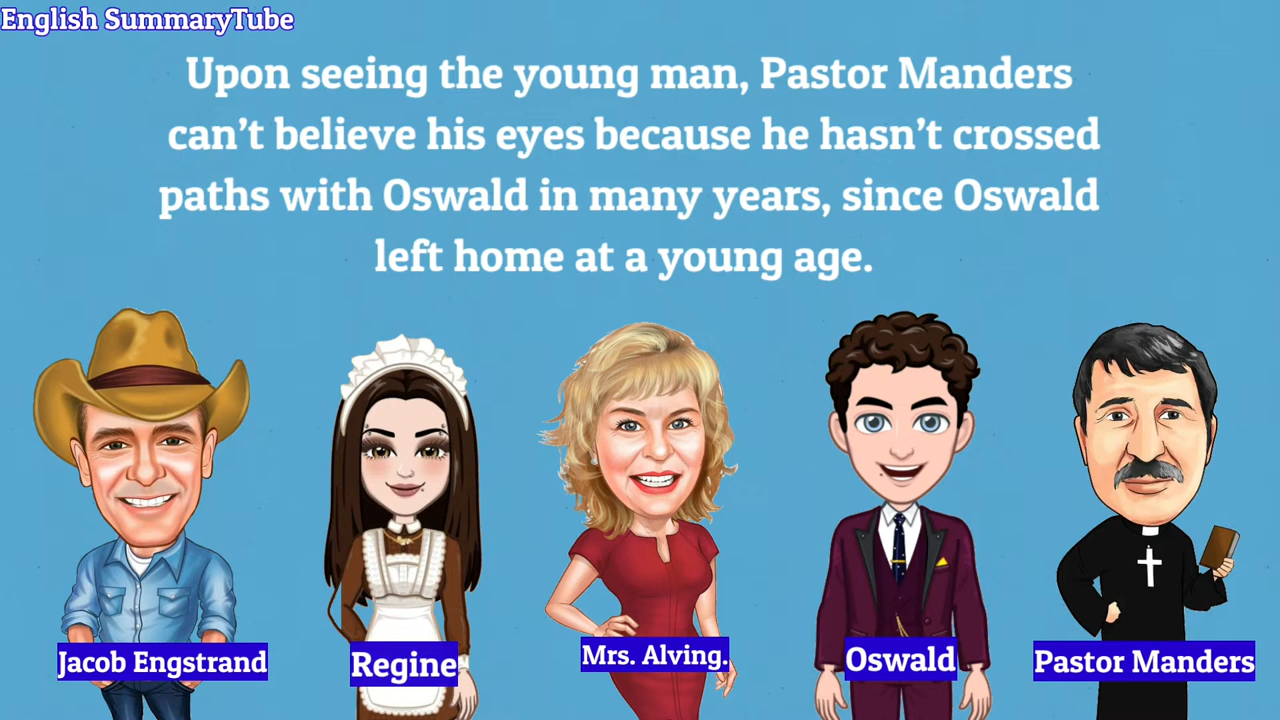 English SummaryTube
Upon seeing the young man, Pastor Manders
can’t believe his eyes because he hasn’t crossed
paths with Oswald in many years, since Oswald
left home at a young age.
Jacob Engstrand
Regine
Mrs. Alving.
Oswald
Pastor Manders